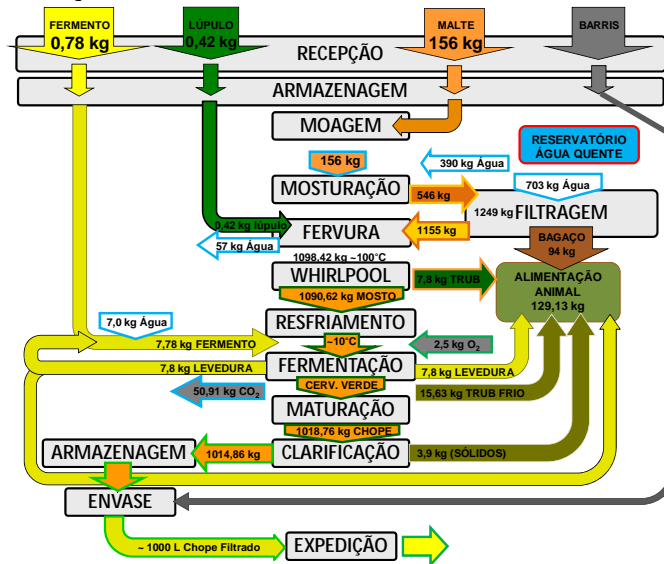 FERMENTO
0,78 kg
LÚPULO
0,42 kg
MALTE
156 kg
BARRIS
RECEPÇÃO
ARMAZENAGEM
MOAGEM
RESERVATÓRIO
ÁGUA QUENTE
156 kg
390 kg Água
MOSTURAÇÃO
546 kg
703 kg Água
1249 kg
FILTRAGEM
0,42 kg lúpulo
FERVURA
1155 kg
57 kg Água
BAGAÇO
94 kg
1098,42 kg ~100°C
WHIRLPOOL
7,8 kg TRUB
ALIMENTAÇÃO
ANIMAL
129,13 kg
1090,62 kg MOSTO
RESFRIAMENTO
7,0 kg Água
7,78 kg FERMENTO
~10°C
2,5 kg O2
FERMENTAÇÃO
7,8 kg LEVEDURA
7,8 kg LEVEDURA
CERV. VERDE
50,91 kg CO2
15,63 kg TRUB FRIO
MATURAÇÃO
1018,76 kg CHOPE
ARMAZENAGEM
1014,86 kg
CLARIFICAÇÃO
3,9 kg (SÓLIDOS)
ENVASE
~ 1000 L Chope Filtrado
EXPEDIÇÃO